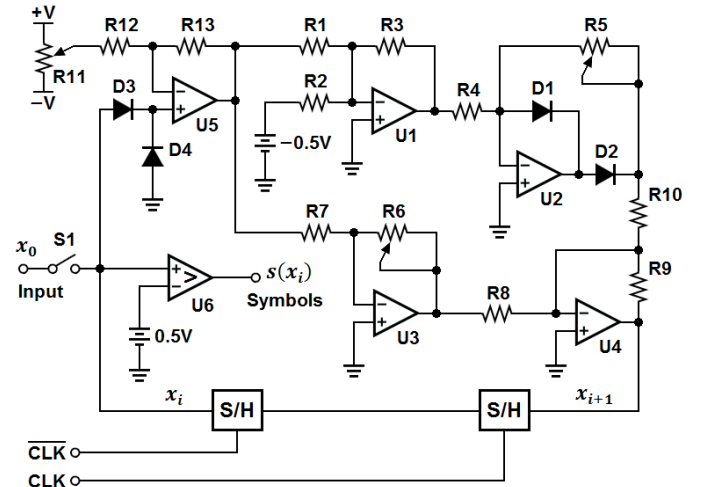 +V
R12
R13
R1
R3
R5
R11
−V
D3
R2
R4
D1
U5
−0.5V
U1
D4
U2
D2
R7
R6
R10
x₀
S1
Input
s(xᵢ)
Symbols
U6
>
0.5V
U3
R8
R9
U4
xᵢ
S/H
S/H
xᵢ₊₁
C̅L̅K̅
CLK